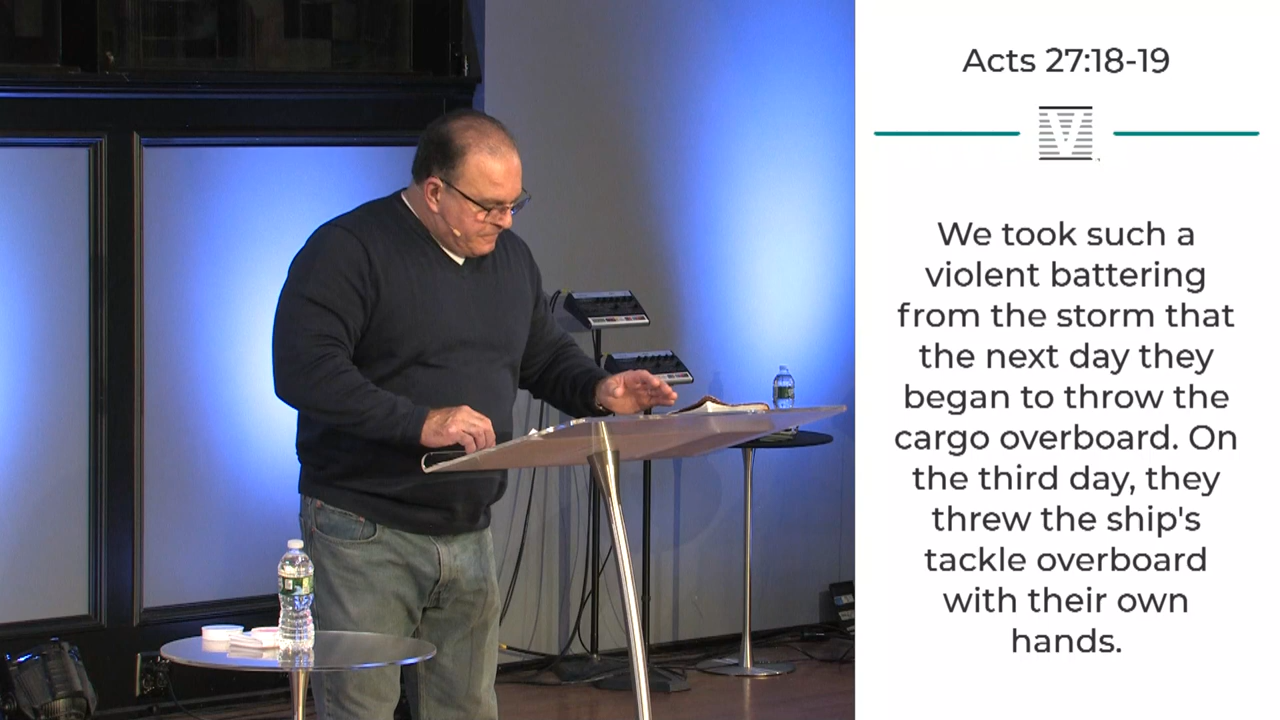 Acts 27:18-19
V
We took such a
violent battering
from the storm that
the next day they
began to throw the
cargo overboard. On
the third day, they
threw the ship's
tackle overboard
with their own
hands.